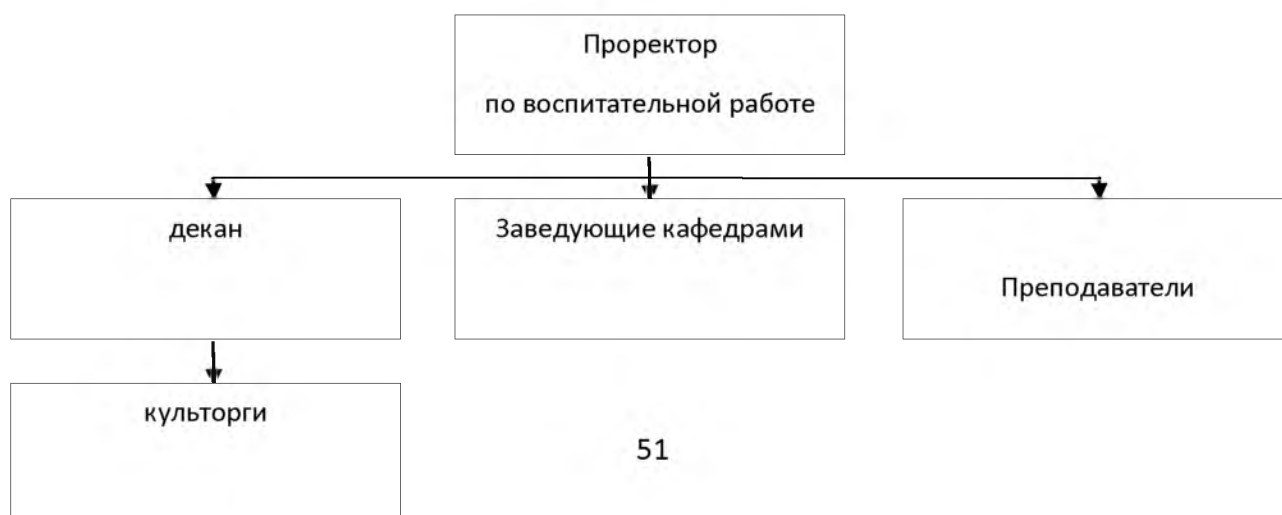 Проректор
по воспитательной работе
декан
Заведующие кафедрами
Преподаватели
культорги
51